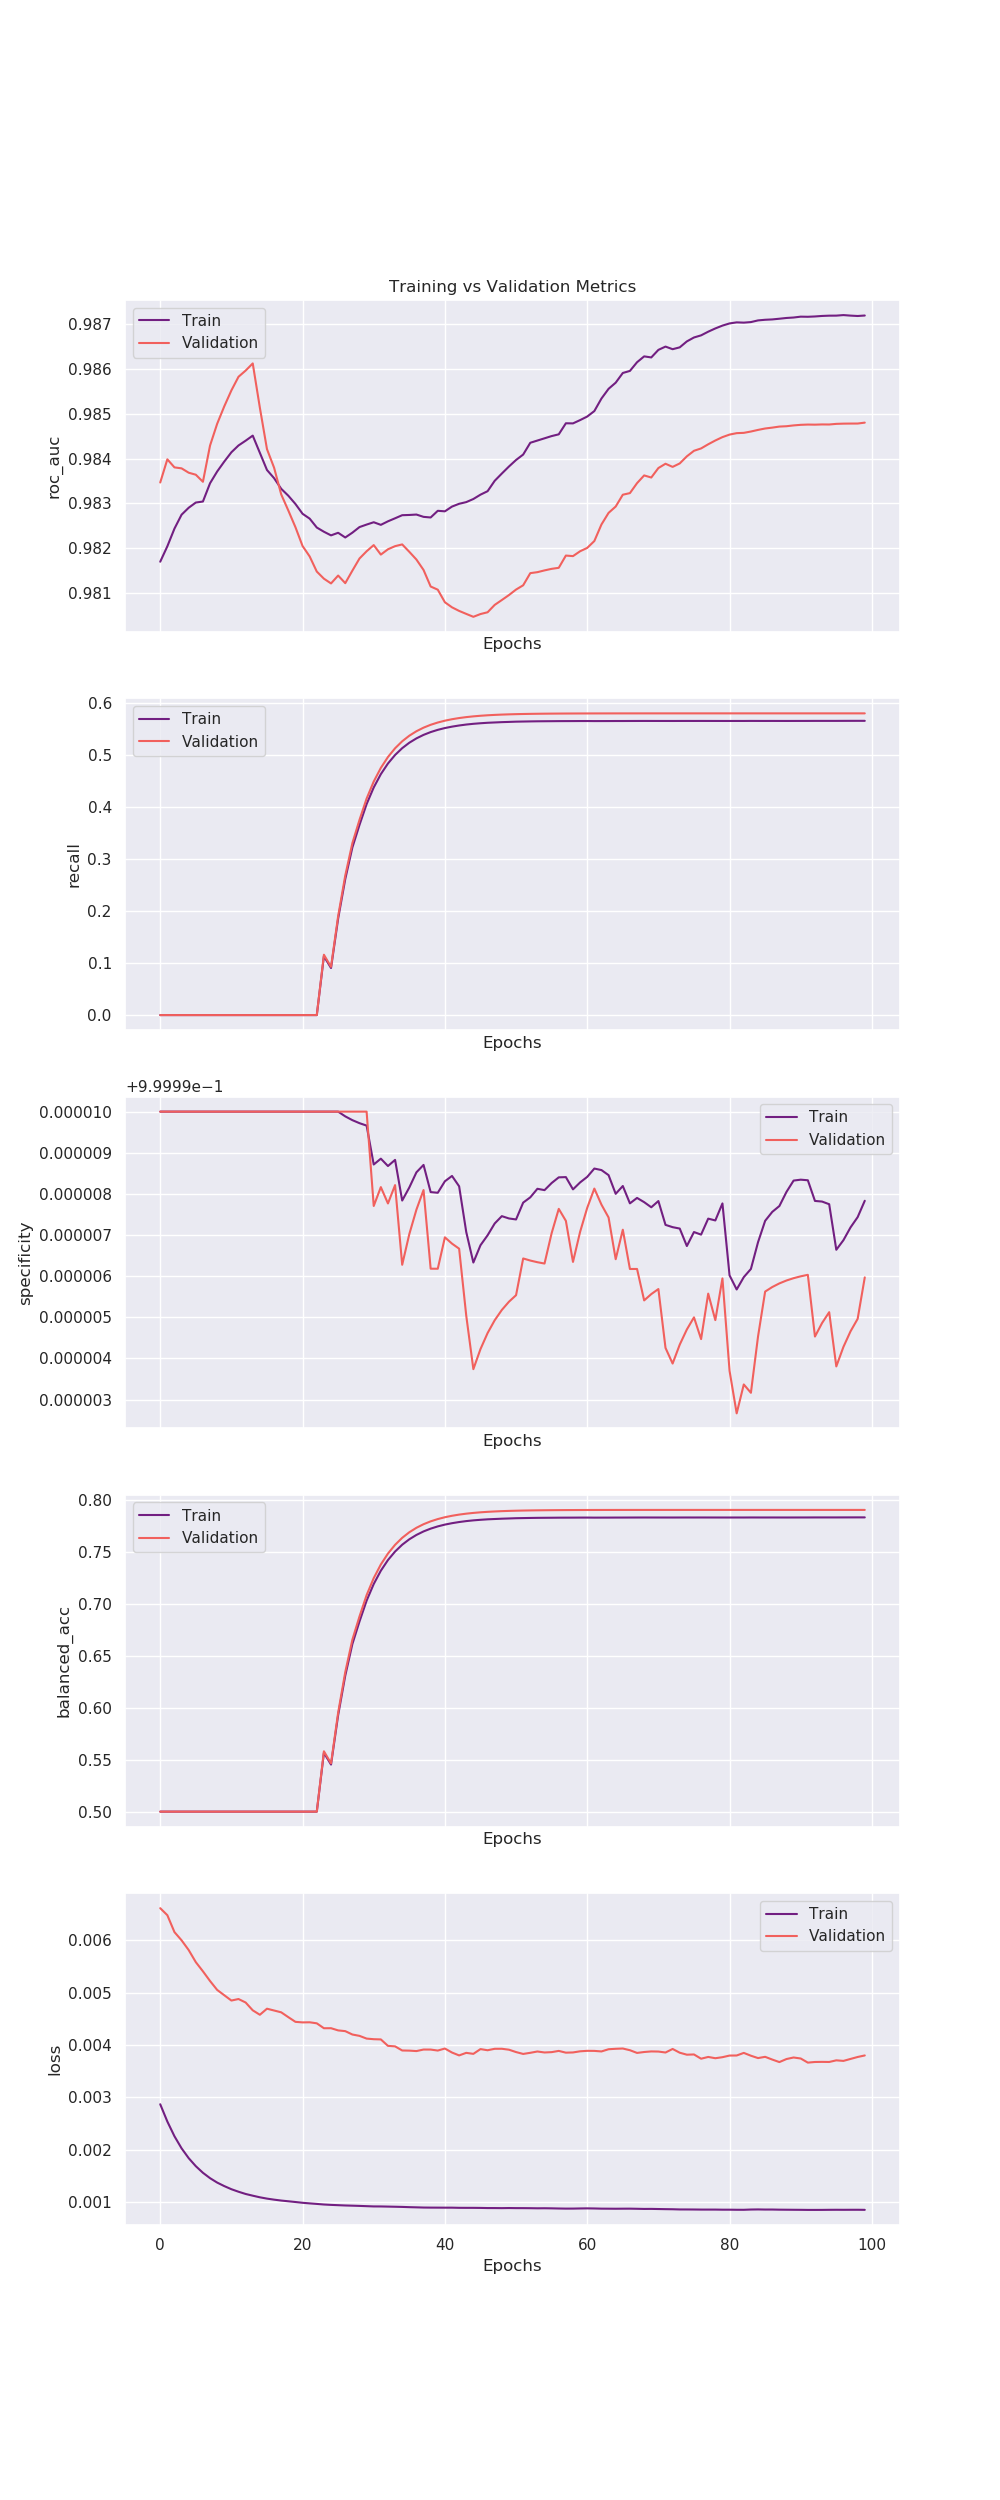 Training vs Validation Metrics
Train
Validation
0.987
0.986
0.985
0.984
0.983
0.982
0.981
roc_auc
Epochs
Train
Validation
0.6
0.5
0.4
0.3
0.2
0.1
0.0
recall
Epochs
+9.9999e−1
Train
Validation
0.000010
0.000009
0.000008
0.000007
0.000006
0.000005
0.000004
0.000003
specificity
Epochs
Train
Validation
0.80
0.75
0.70
0.65
0.60
0.55
0.50
balanced_acc
Epochs
Train
Validation
0.006
0.005
0.004
0.003
0.002
0.001
loss
0 20 40 60 80 100
Epochs